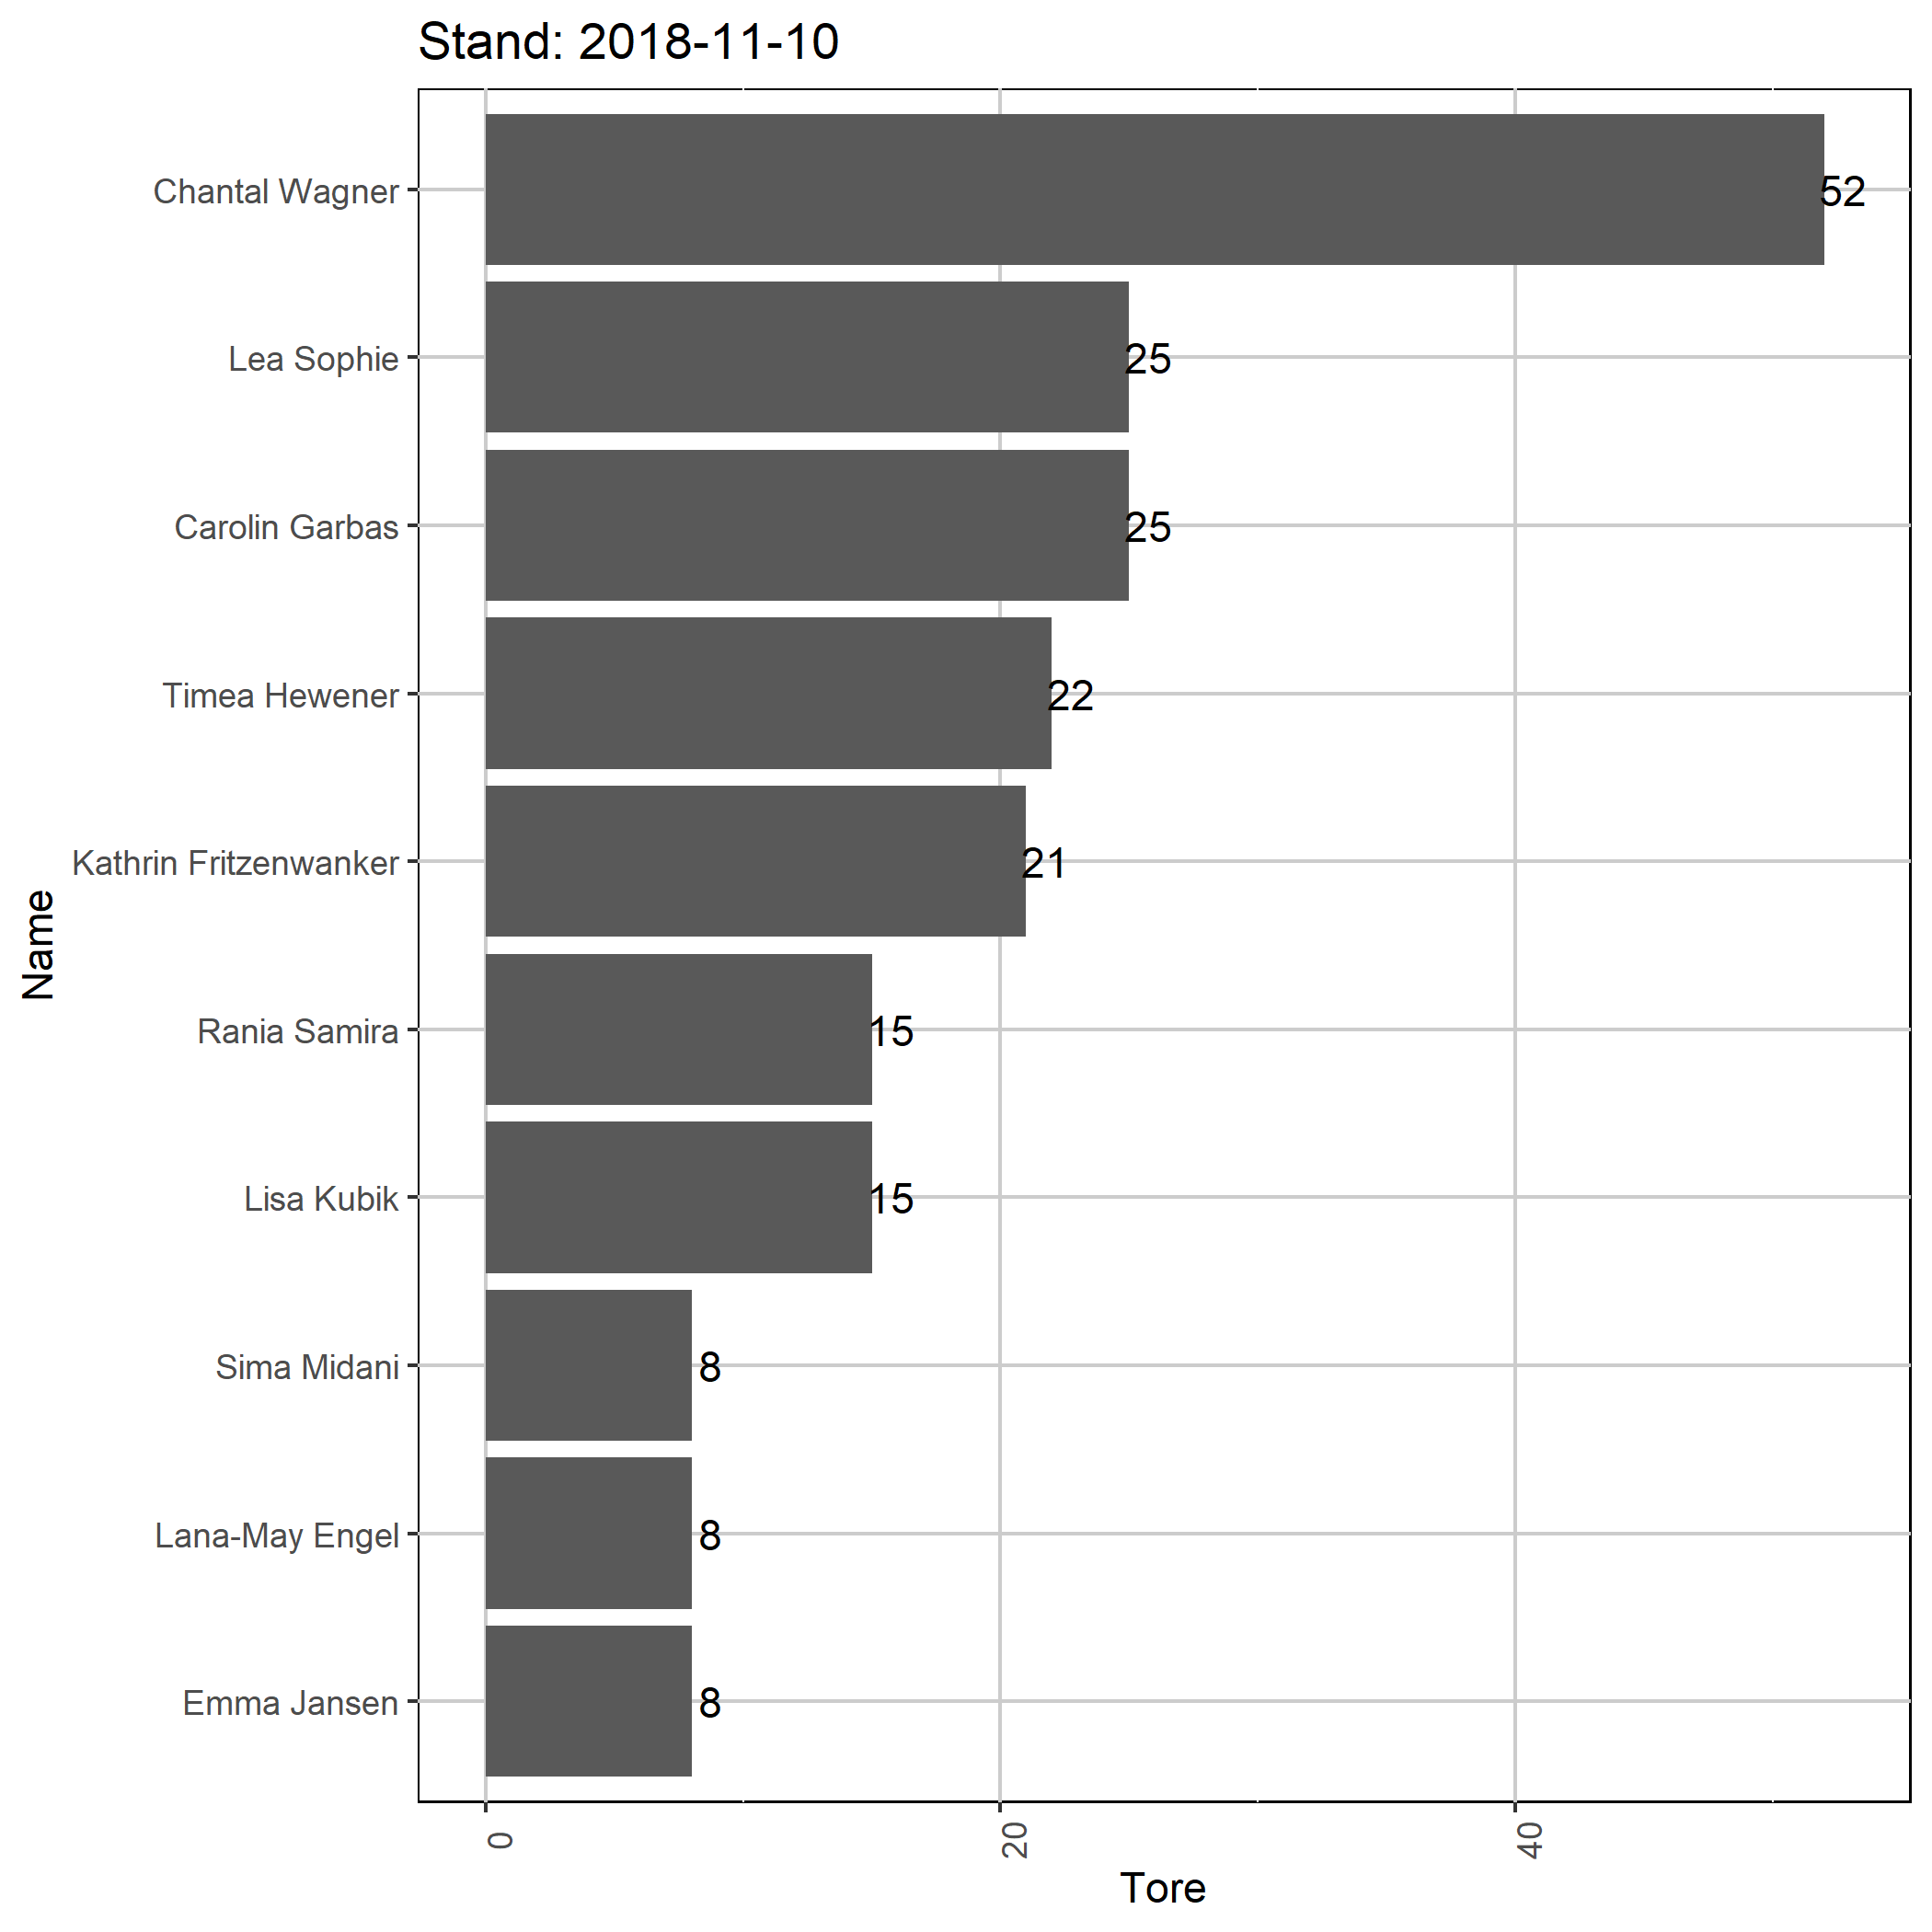 Stand: 2018-11-10
Chantal Wagner 52
Lea Sophie 25
Carolin Garbas 25
Timea Hewener 22
Kathrin Fritzenwanker 21
Rania Samira 15
Lisa Kubik 15
Sima Midani 8
Lana-May Engel 8
Emma Jansen 8
Name
0 20 40
Tore